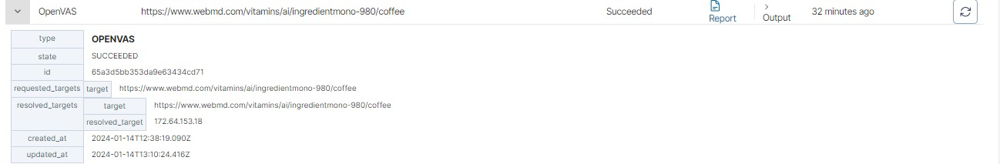 OpenVAS https://www.webmd.com/vitamins/ai/ingredientmono-980/coffee Succeeded Report Output 32 minutes ago
type OPENVAS
state SUCCEEDED
id 65a3d5bb353da9e63434cd71
requested_targets target https://www.webmd.com/vitamins/ai/ingredientmono-980/coffee
resolved_targets target https://www.webmd.com/vitamins/ai/ingredientmono-980/coffee
resolved_target 172.64.153.18
created_at 2024-01-14T12:38:19.090Z
updated_at 2024-01-14T13:10:24.416Z